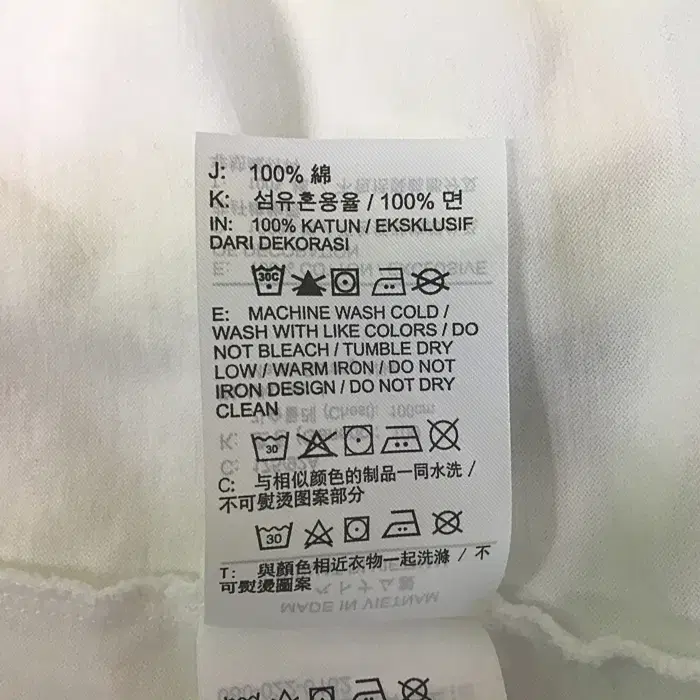 J: 100% 綿
K: 섬유혼용율 / 100% 면
IN: 100% KATUN / EKSKLUSIF
DARI DEKORASI
30C
E: MACHINE WASH COLD /
WASH WITH LIKE COLORS / DO
NOT BLEACH / TUMBLE DRY
LOW / WARM IRON / DO NOT
IRON DESIGN / DO NOT DRY
CLEAN
30
C: 与相似颜色的制品一同水洗 /
不可熨烫图案部分
30
T: 與顏色相近衣物一起洗滌 / 不
可熨燙圖案
MADE IN VIETNAM